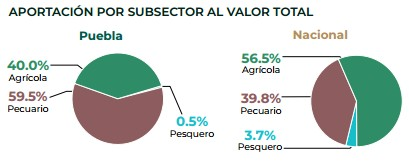 APORTACIÓN POR SUBSECTOR AL VALOR TOTAL
Puebla
40.0%
Agrícola
59.5%
Pecuario
0.5%
Pesquero
Nacional
56.5%
Agrícola
39.8%
Pecuario
3.7%
Pesquero